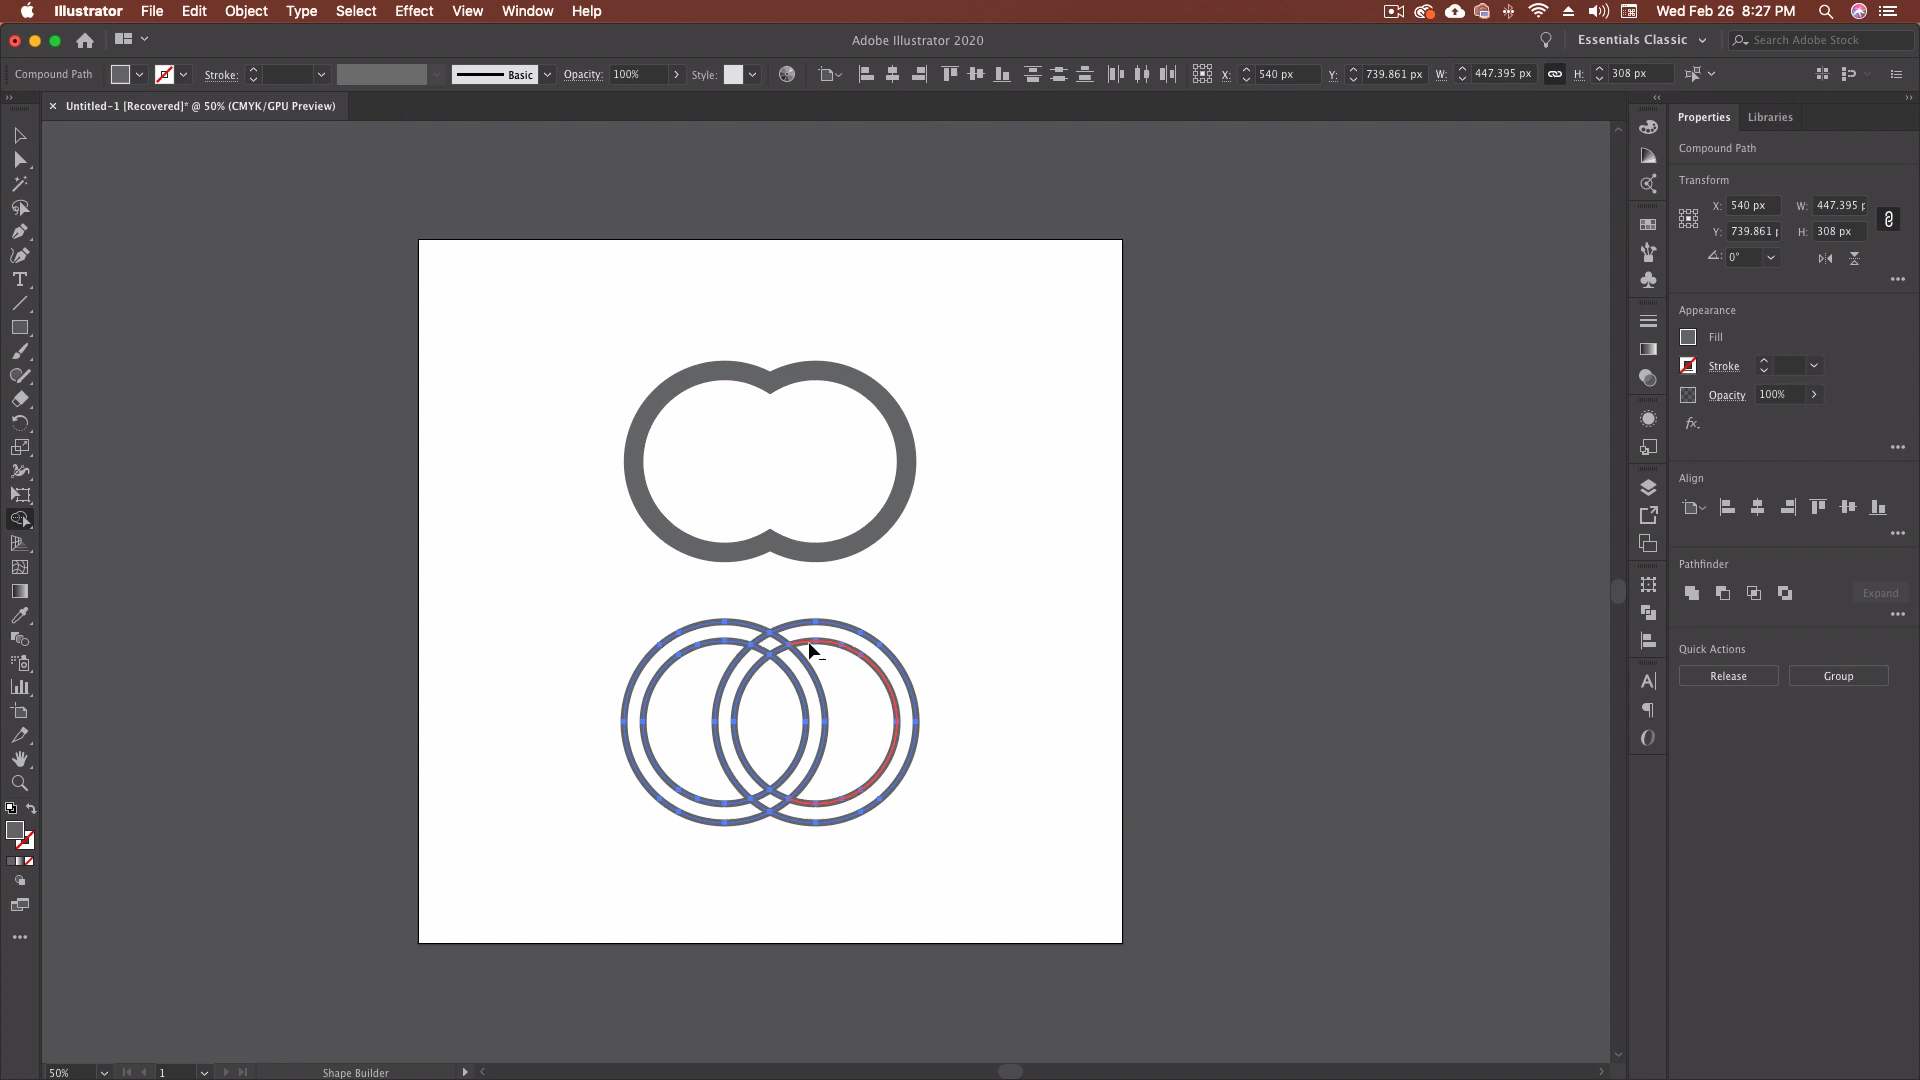 Illustrator File Edit Object Type Select Effect View Window Help Wed Feb 26 8:27 PM
Adobe Illustrator 2020 Essentials Classic Search Adobe Stock
Compound Path Stroke: Basic Opacity: 100% Style: X: 540 px Y: 739.861 px W: 447.395 px H: 308 px
× Untitled-1 [Recovered]* @ 50% (CMYK/GPU Preview)
Properties Libraries
Compound Path
Transform
X: 540 px W: 447.395 p
Y: 739.861 p H: 308 px
0°
Appearance
Fill
Stroke
Opacity 100%
fx.
Align
Pathfinder
Expand
Quick Actions
Release Group
50% 1 Shape Builder